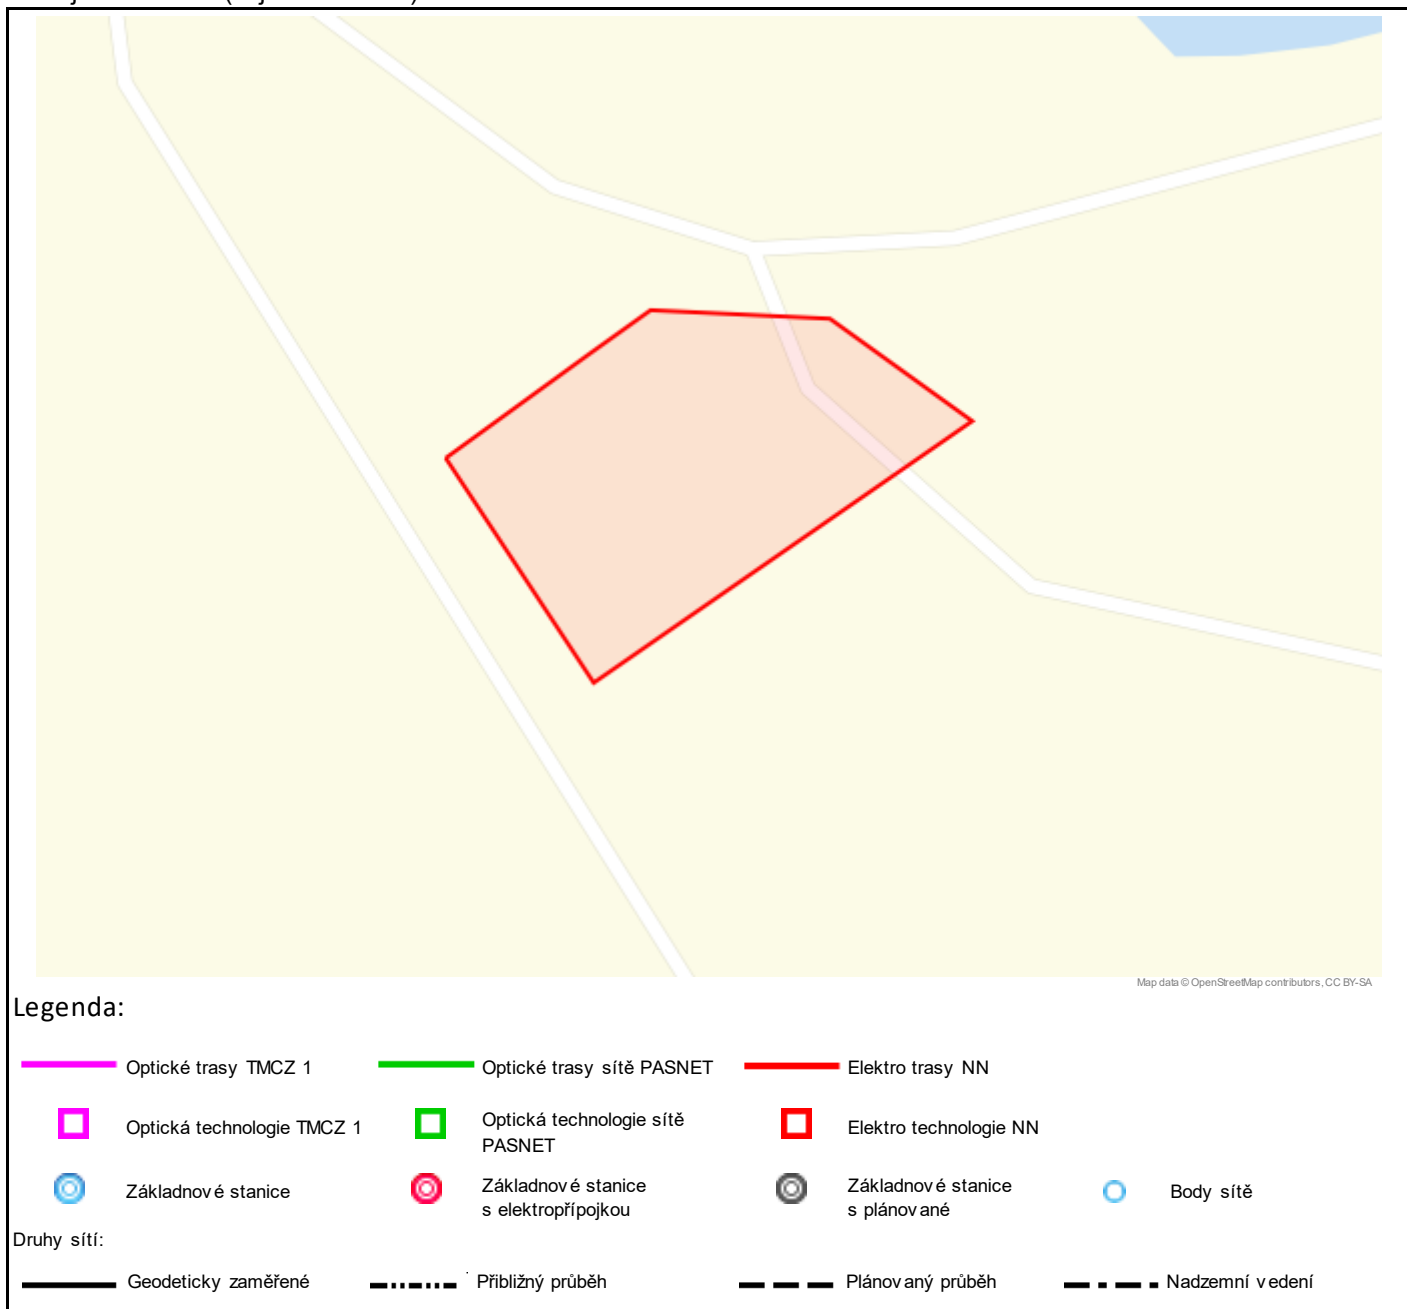 Map data © OpenStreetMap contributors, CC BY-SA
Legenda:
Optické trasy TMCZ 1
Optické trasy sítě PASNET
Elektro trasy NN
Optická technologie TMCZ 1
Optická technologie sítě
PASNET
Elektro technologie NN
Základnové stanice
Základnové stanice
s elektropřípojkou
Základnové stanice
s plánované
Body sítě
Druhy sítí:
Geodeticky zaměřené
Přibližný průběh
Plánovaný průběh
Nadzemní vedení